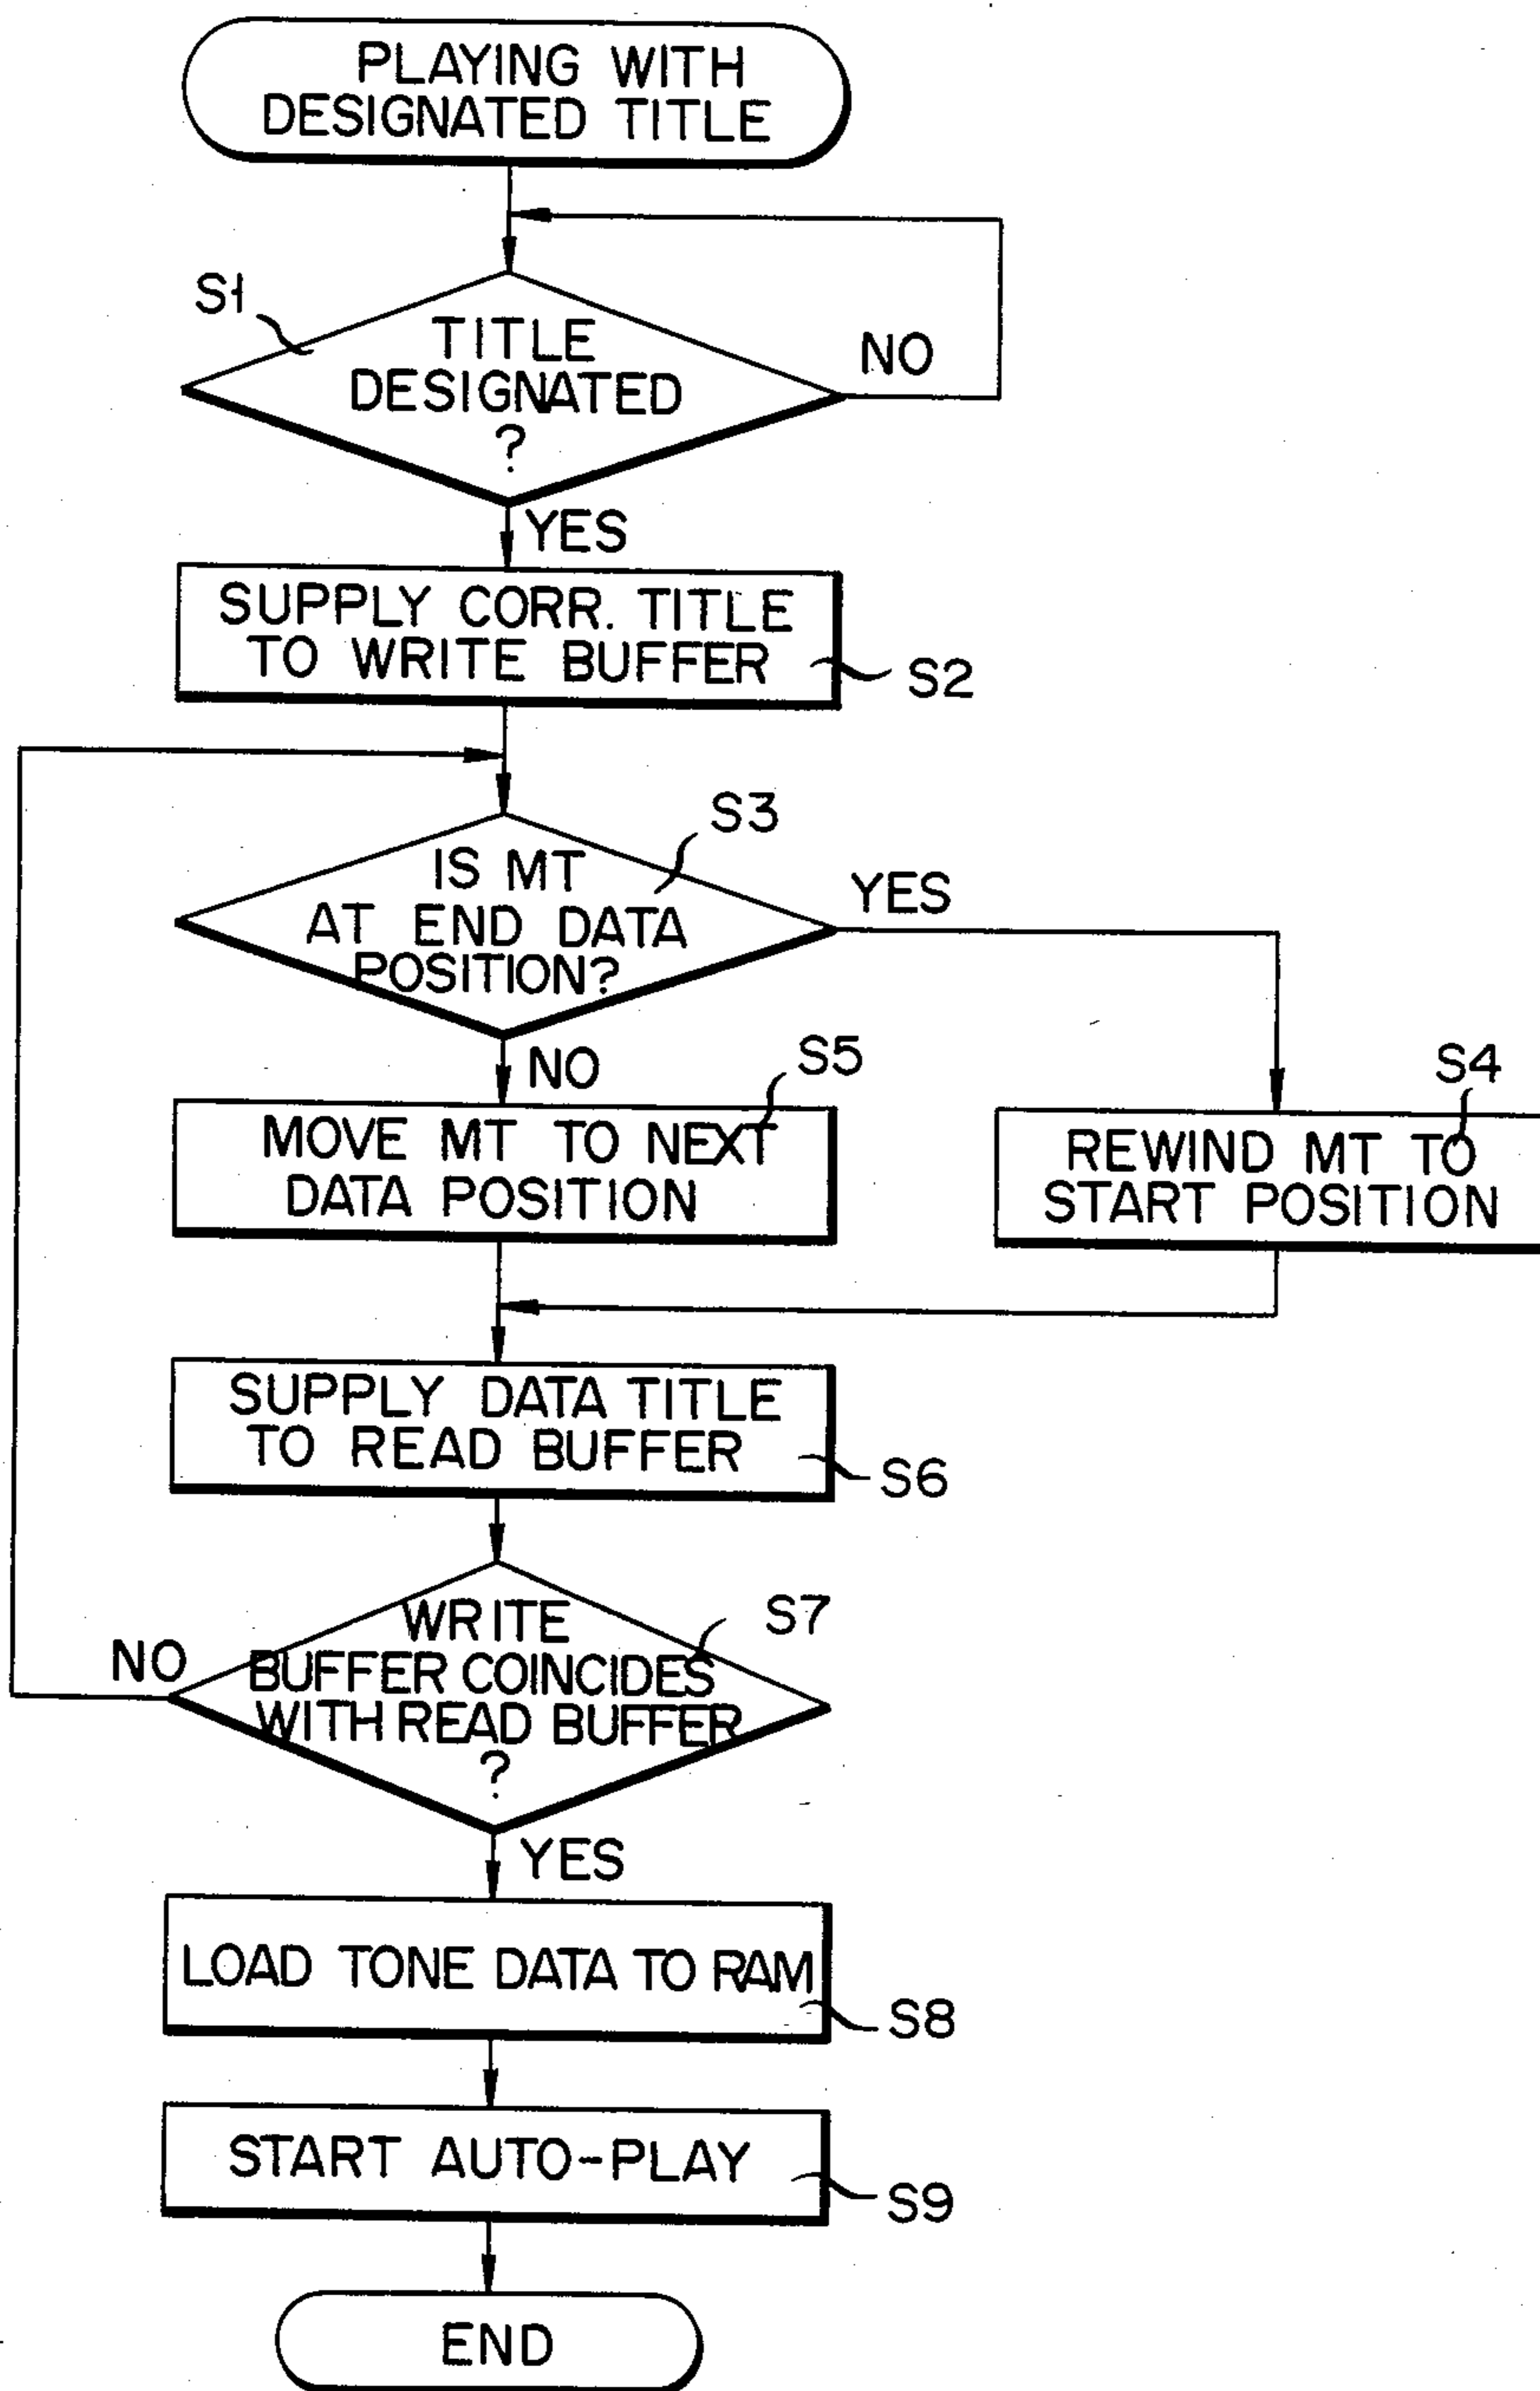 PLAYING WITH
DESIGNATED TITLE
S1
TITLE
DESIGNATED
?
NO
YES
SUPPLY CORR. TITLE
TO WRITE BUFFER
S2
S3
IS MT
AT END DATA
POSITION?
YES
NO
S5
MOVE MT TO NEXT
DATA POSITION
S4
REWIND MT TO
START POSITION
SUPPLY DATA TITLE
TO READ BUFFER
S6
S7
WRITE
BUFFER COINCIDES
WITH READ BUFFER
?
NO
YES
LOAD TONE DATA TO RAM
S8
START AUTO-PLAY
S9
END